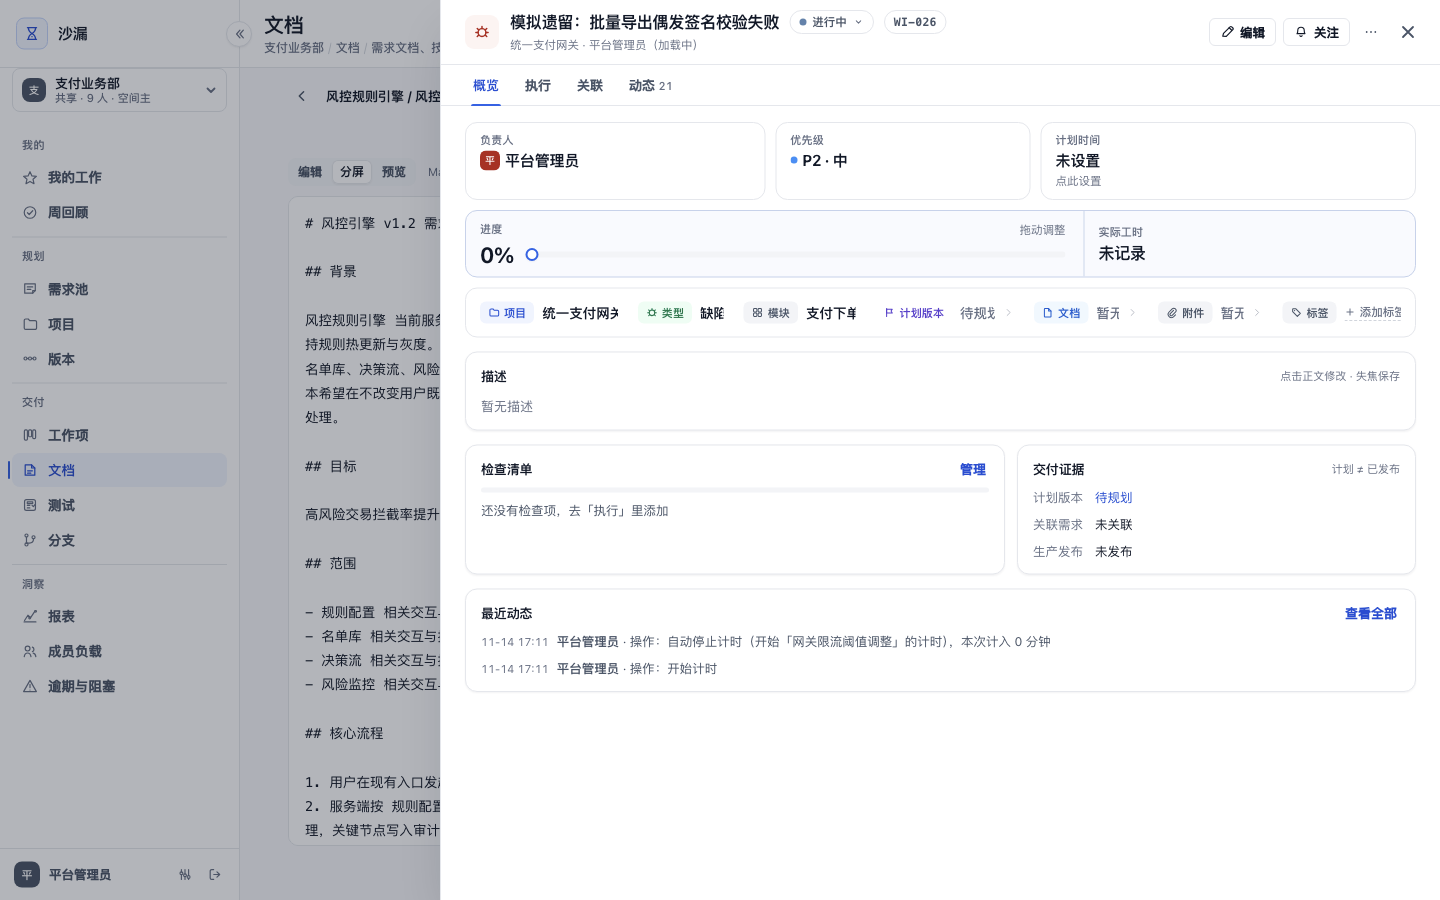 沙漏
支
支付业务部
共享 · 9 人 · 空间主
我的
我的工作
周回顾
规划
需求池
项目
版本
交付
工作项
文档
测试
分支
洞察
报表
成员负载
逾期与阻塞
平
平台管理员
文档
支付业务部 / 文档 / 需求文档、技
风控规则引擎 / 风控
编辑
分屏
预览
# 风控引擎 v1.2 需
## 背景
风控规则引擎 当前服务
持规则热更新与灰度。
名单库、决策流、风险
本希望在不改变用户既
处理。
## 目标
高风险交易拦截率提升
## 范围
- 规则配置 相关交互
- 名单库 相关交互与
- 决策流 相关交互与
- 风险监控 相关交互
## 核心流程
1. 用户在现有入口发
2. 服务端按 规则配置
理，关键节点写入审计
模拟遗留：批量导出偶发签名校验失败
进行中
WI-026
统一支付网关 · 平台管理员（加载中）
编辑
关注
···
概览
执行
关联
动态 21
负责人
平
平台管理员
优先级
P2 · 中
计划时间
未设置
点此设置
进度
拖动调整
0%
实际工时
未记录
项目
统一支付网关
类型
缺陷
模块
支付下单
计划版本
待规划
文档
暂无
附件
暂无
标签
+ 添加标签
描述
点击正文修改 · 失焦保存
暂无描述
检查清单
管理
还没有检查项，去「执行」里添加
交付证据
计划 ≠ 已发布
计划版本
待规划
关联需求
未关联
生产发布
未发布
最近动态
查看全部
11-14 17:11 平台管理员 · 操作：自动停止计时（开始「网关限流阈值调整」的计时），本次计入 0 分钟
11-14 17:11 平台管理员 · 操作：开始计时